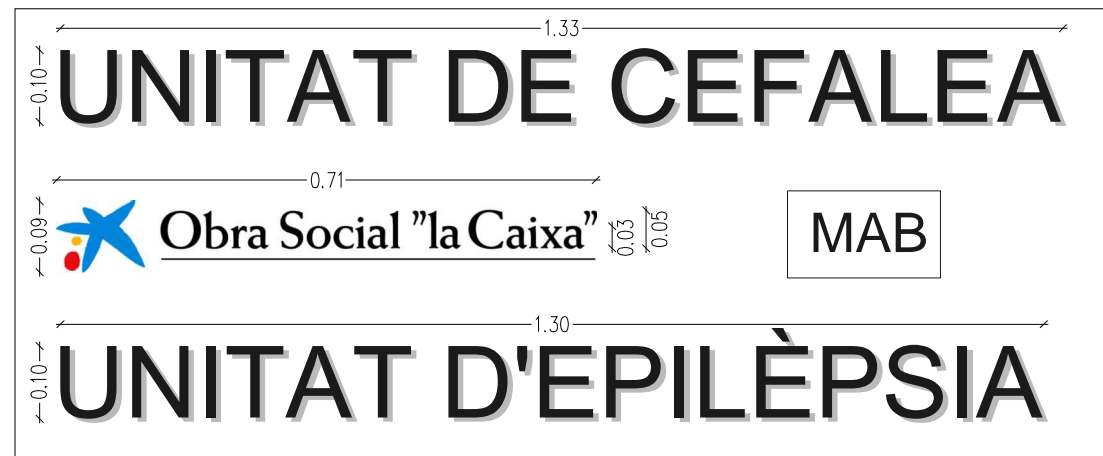 1.33
0.10
UNITAT DE CEFALEA
0.71
0.09
Obra Social "la Caixa"
0.03
0.05
MAB
1.30
0.10
UNITAT D'EPILÈPSIA